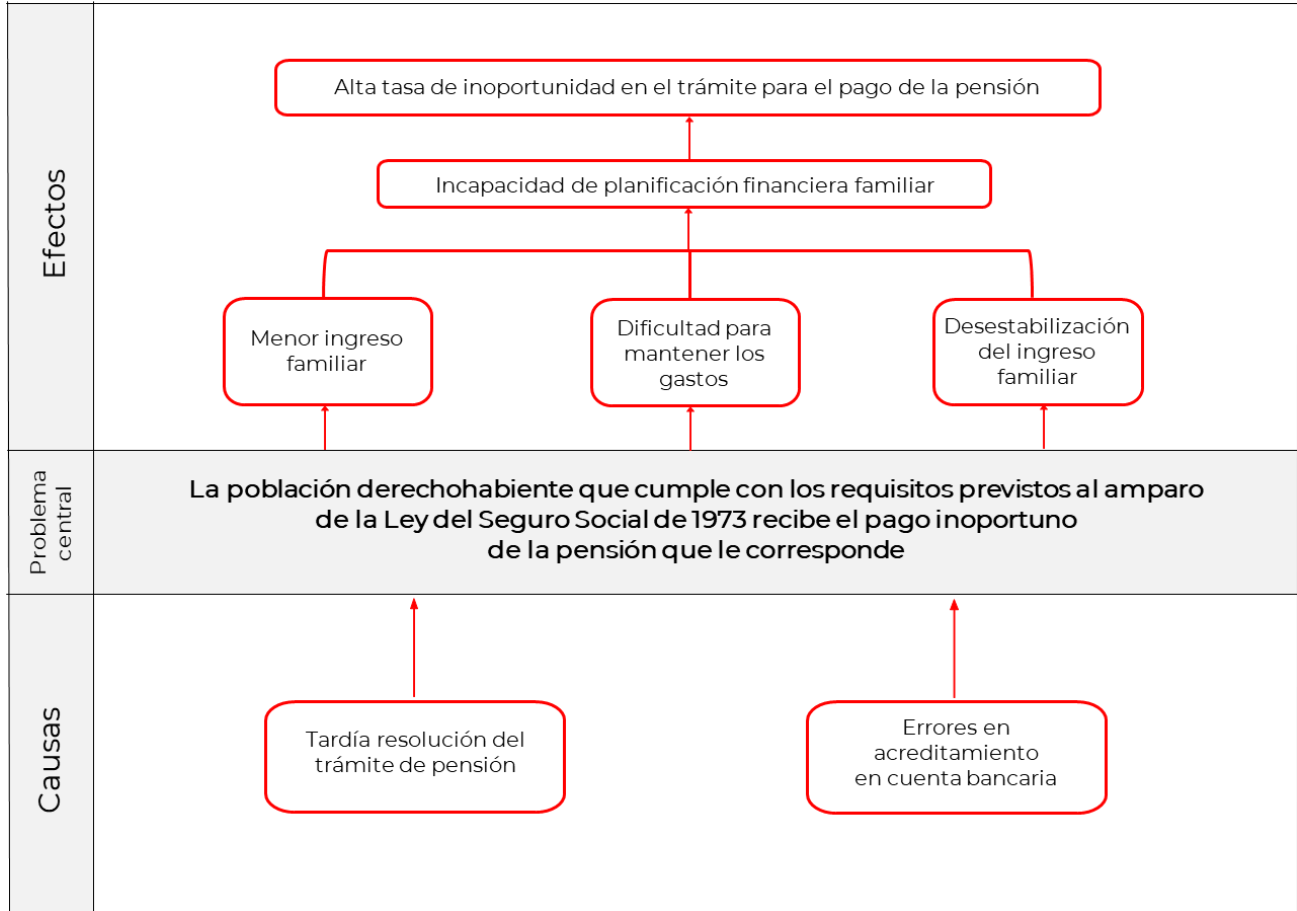 Efectos
Alta tasa de inoportunidad en el trámite para el pago de la pensión
Incapacidad de planificación financiera familiar
Menor ingreso
familiar
Dificultad para
mantener los
gastos
Desestabilización
del ingreso
familiar
Problema
central
La población derechohabiente que cumple con los requisitos previstos al amparo
de la Ley del Seguro Social de 1973 recibe el pago inoportuno
de la pensión que le corresponde
Causas
Tardía resolución del
trámite de pensión
Errores en
acreditamiento
en cuenta bancaria